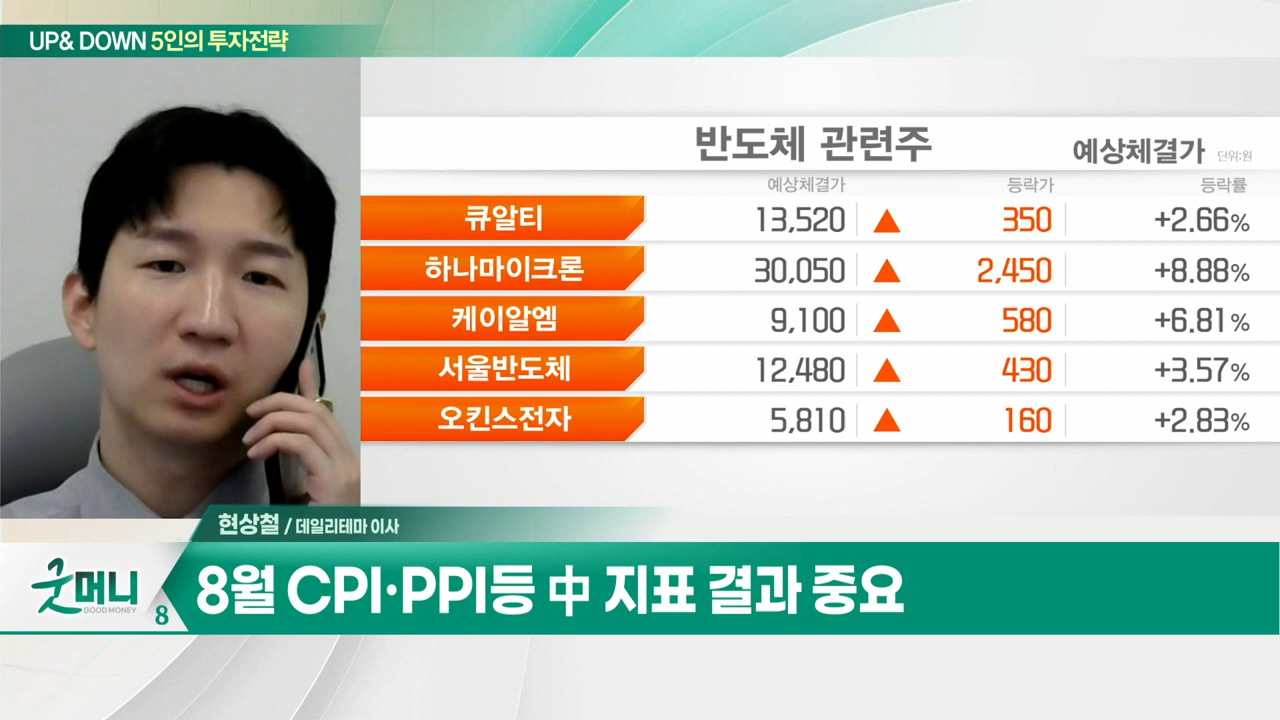 UP& DOWN 5인의 투자전략
반도체 관련주 예상체결가 단위:원
예상체결가 등락가 등락률
큐알티 13,520 ▲ 350 +2.66%
하나마이크론 30,050 ▲ 2,450 +8.88%
케이알엠 9,100 ▲ 580 +6.81%
서울반도체 12,480 ▲ 430 +3.57%
오킨스전자 5,810 ▲ 160 +2.83%
현상철 / 데일리테마 이사
굿머니
GOOD MONEY
8
8월 CPI·PPI등 中 지표 결과 중요